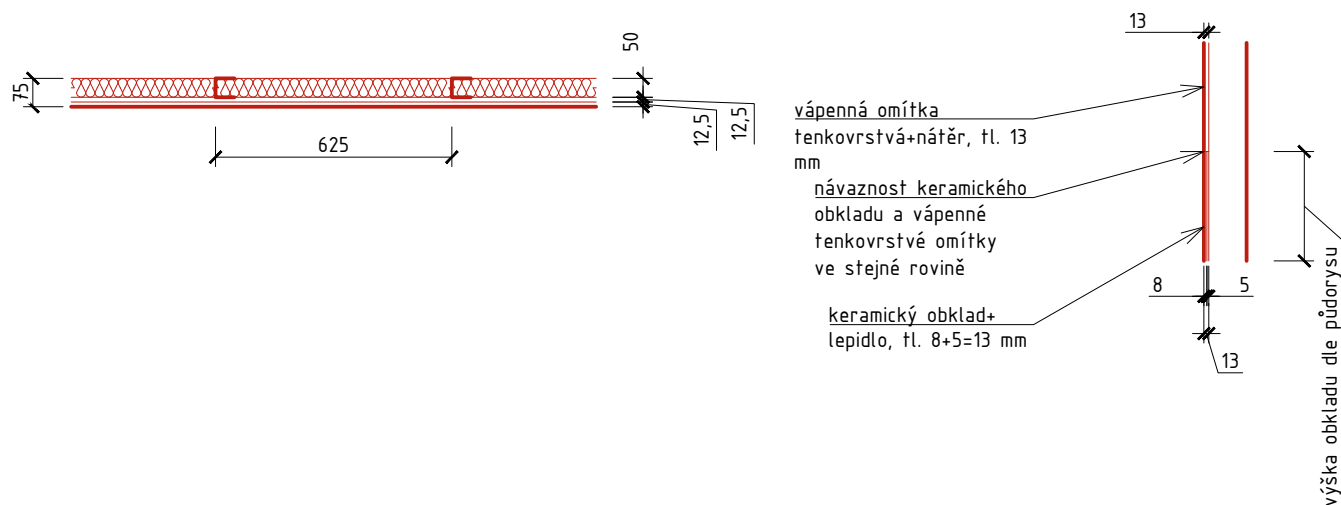 50
75
12,5
12,5
625
13
vápenná omítka
tenkovrstvá+nátěr, tl. 13
mm
návaznost keramického
obkladu a vápenné
tenkovrstvé omítky
ve stejné rovině
keramický obklad+
lepidlo, tl. 8+5=13 mm
8
5
13
výška obkladu dle půdorysu